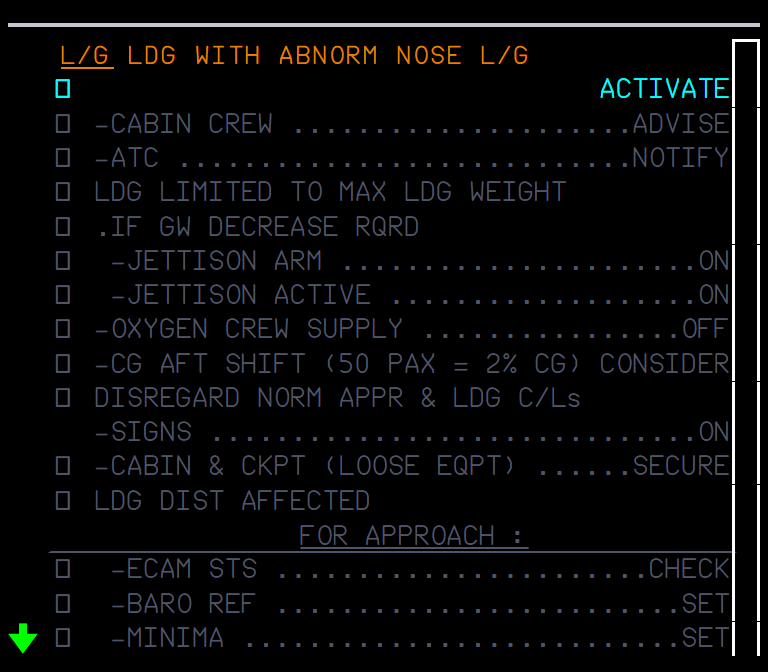 L/G LDG WITH ABNORM NOSE L/G
ACTIVATE
-CABIN CREW .....................ADVISE
-ATC ............................NOTIFY
LDG LIMITED TO MAX LDG WEIGHT
.IF GW DECREASE RQRD
-JETTISON ARM ......................ON
-JETTISON ACTIVE ...................ON
-OXYGEN CREW SUPPLY ................OFF
-CG AFT SHIFT (50 PAX = 2% CG) CONSIDER
DISREGARD NORM APPR & LDG C/Ls
-SIGNS ..............................ON
-CABIN & CKPT (LOOSE EQPT) ......SECURE
LDG DIST AFFECTED
FOR APPROACH :
-ECAM STS .......................CHECK
-BARO REF .........................SET
-MINIMA ...........................SET